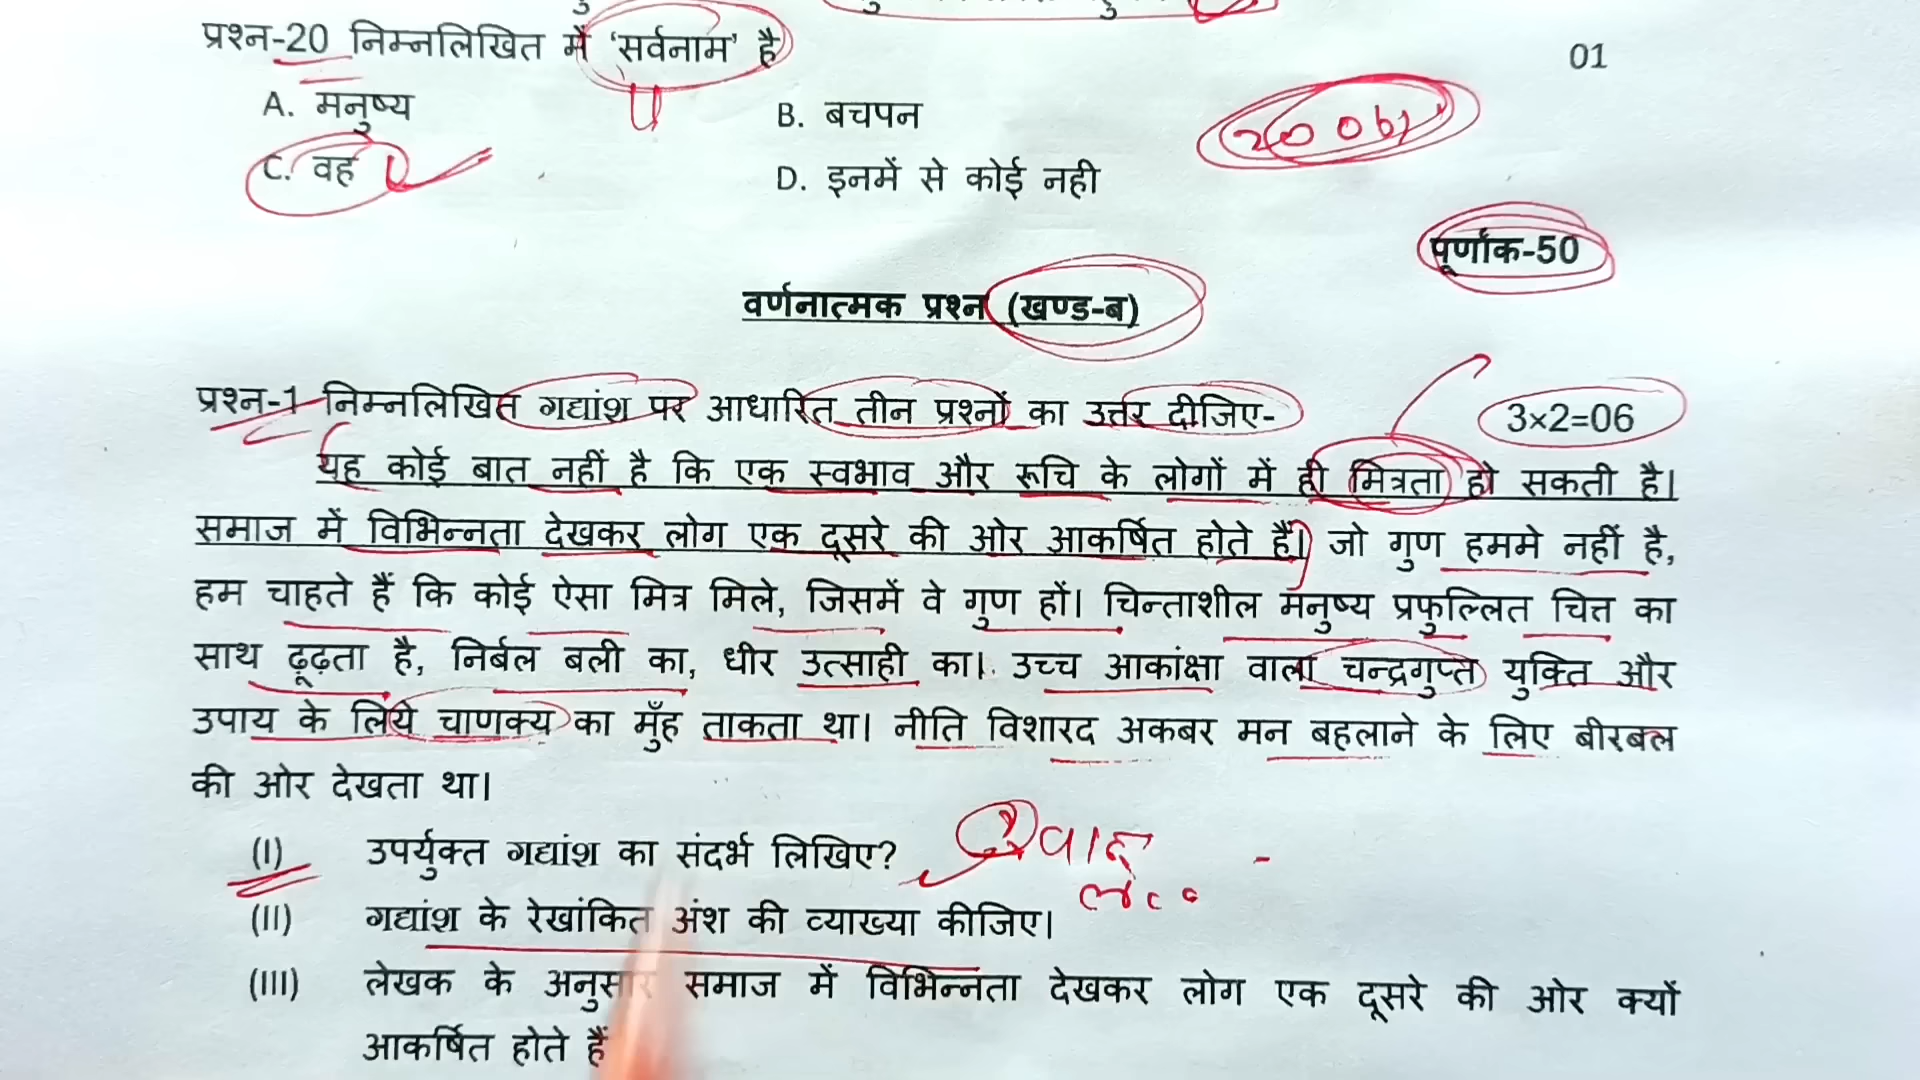 प्रश्न-20 निम्नलिखित में 'सर्वनाम' है 01
A. मनुष्य B. बचपन
20 obj
C. वह D. इनमें से कोई नही
पूर्णांक-50
वर्णनात्मक प्रश्न (खण्ड-ब)
प्रश्न-1 निम्नलिखित गद्यांश पर आधारित तीन प्रश्नों का उत्तर दीजिए- 3×2=06
यह कोई बात नहीं है कि एक स्वभाव और रूचि के लोगों में ही मित्रता हो सकती है।
समाज में विभिन्नता देखकर लोग एक दूसरे की ओर आकर्षित होते हैं। जो गुण हममे नहीं है,
हम चाहते हैं कि कोई ऐसा मित्र मिले, जिसमें वे गुण हों। चिन्ताशील मनुष्य प्रफुल्लित चित्त का
साथ ढूढ़ता है, निर्बल बली का, धीर उत्साही का। उच्च आकांक्षा वाला चन्द्रगुप्त युक्ति और
उपाय के लिये चाणक्य का मुँह ताकता था। नीति विशारद अकबर मन बहलाने के लिए बीरबल
की ओर देखता था।
(I) उपर्युक्त गद्यांश का संदर्भ लिखिए?
(II) गद्यांश के रेखांकित अंश की व्याख्या कीजिए।
(III) लेखक के अनुसार समाज में विभिन्नता देखकर लोग एक दूसरे की ओर क्यों
आकर्षित होते हैं